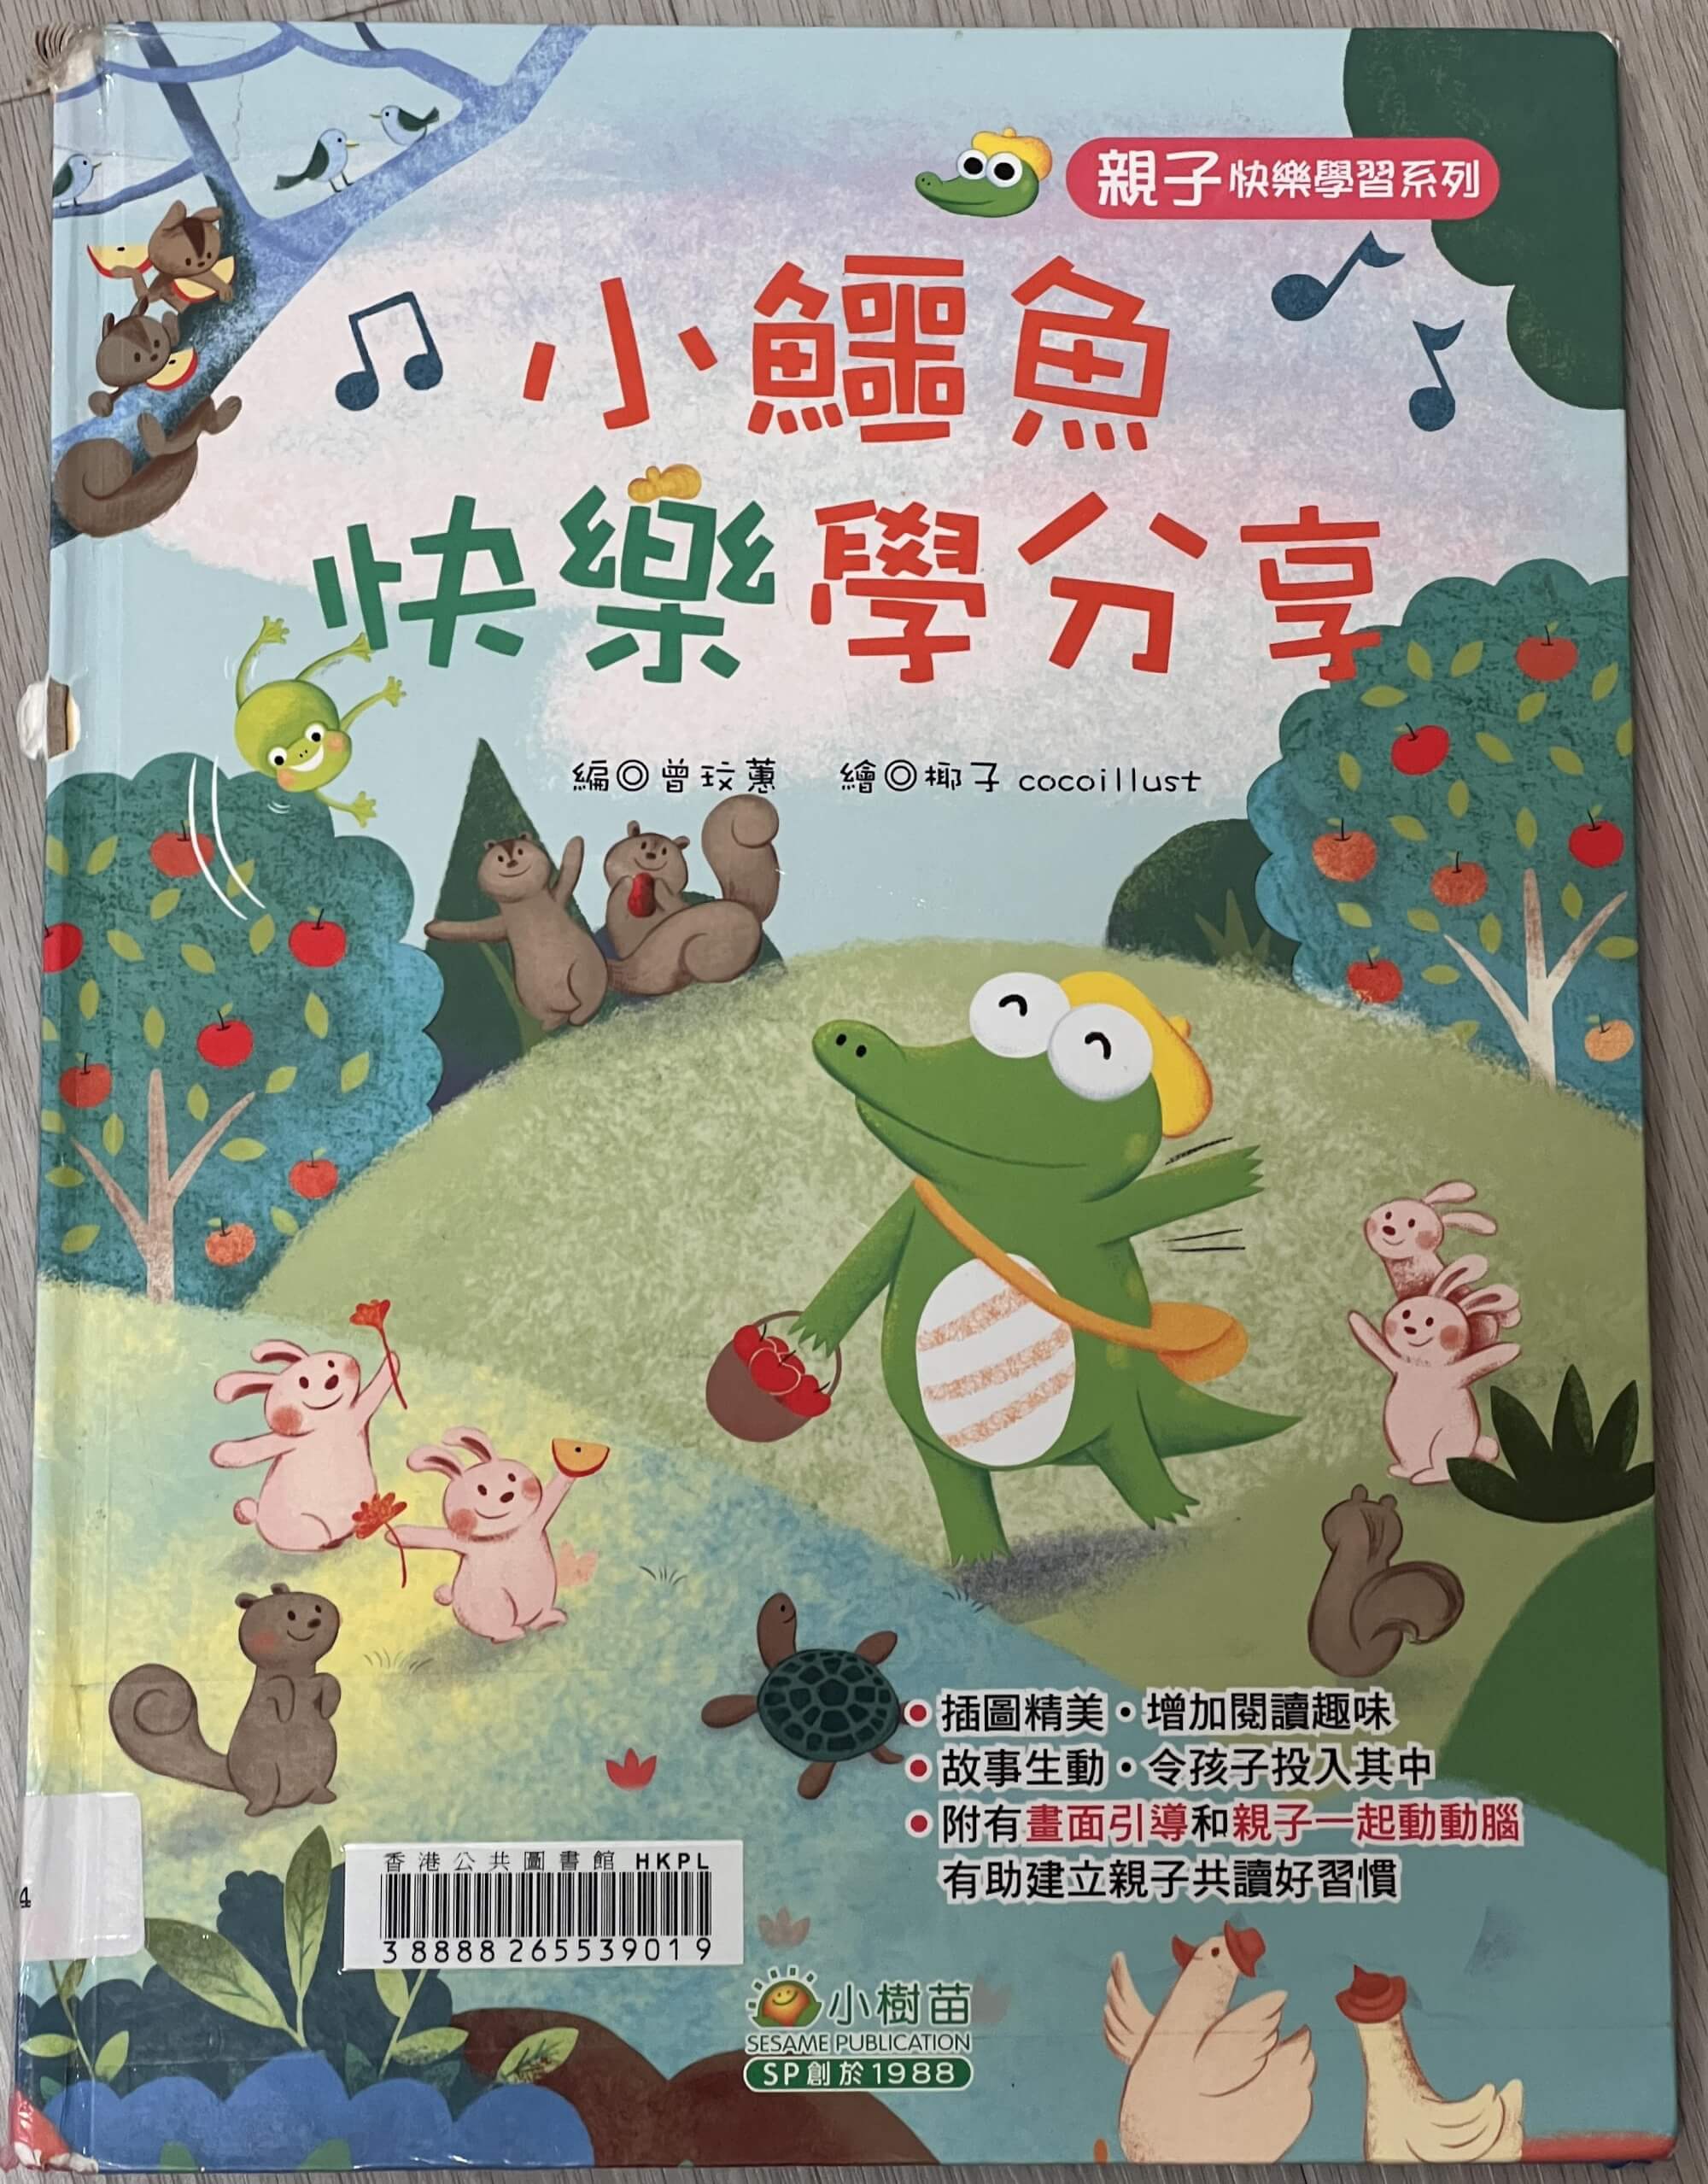 親子快樂學習系列
小鱷魚
快樂學分享
編◎曾玟蕙 繪◎椰子 cocoillust
• 插圖精美•增加閱讀趣味
• 故事生動•令孩子投入其中
• 附有畫面引導和親子一起動動腦
有助建立親子共讀好習慣
香港公共圖書館 HKPL
3 8888 265539019
4
小樹苗
SESAME PUBLICATION
SP創於1988